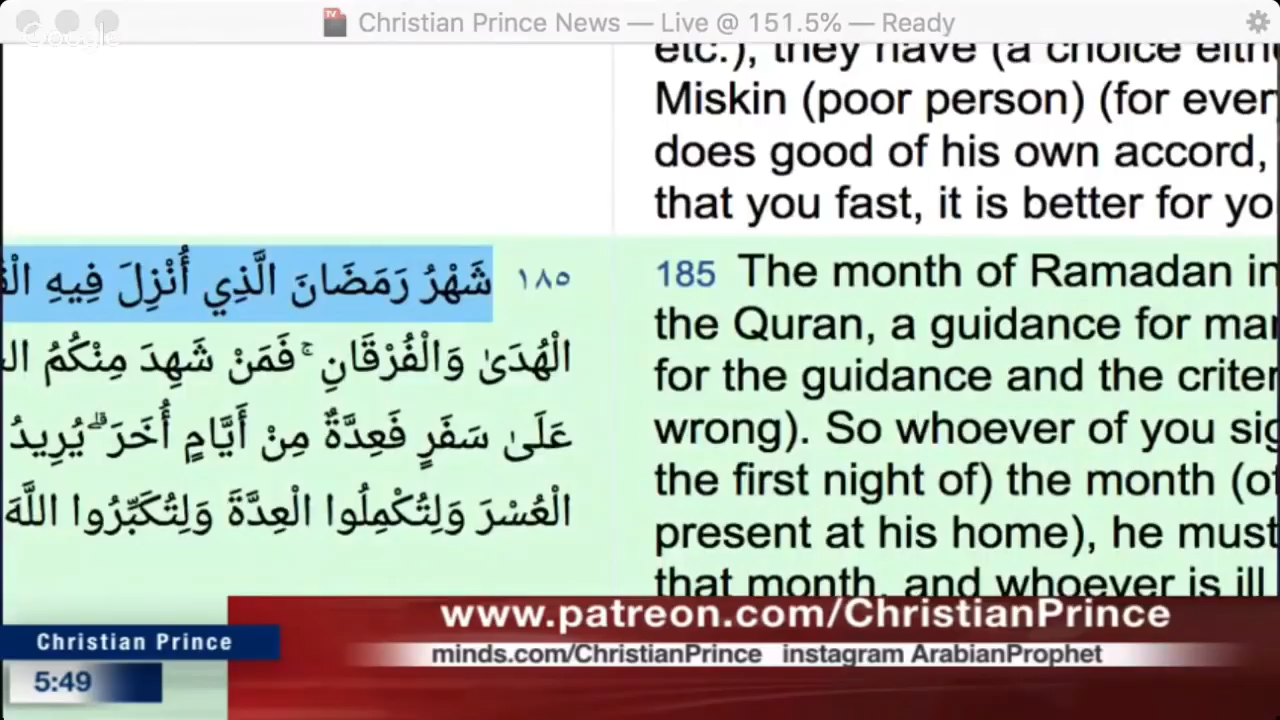 Christian Prince News — Live @ 151.5% — Ready
Google
etc.), they have (a choice eith
Miskin (poor person) (for ever
does good of his own accord,
that you fast, it is better for yo
١٨٥ شَهْرُ رَمَضَانَ الَّذِي أُنْزِلَ فِيهِ
الْهُدَىٰ وَالْفُرْقَانِ ۚ فَمَنْ شَهِدَ مِنْكُمُ
عَلَىٰ سَفَرٍ فَعِدَّةٌ مِنْ أَيَّامٍ أُخَرَ ۗ يُرِيدُ
الْعُسْرَ وَلِتُكْمِلُوا الْعِدَّةَ وَلِتُكَبِّرُوا اللَّهَ
185 The month of Ramadan in
the Quran, a guidance for ma
for the guidance and the criter
wrong). So whoever of you sig
the first night of) the month (o
present at his home), he must
that month, and whoever is ill
www.patreon.com/ChristianPrince
Christian Prince
minds.com/ChristianPrince instagram ArabianProphet
5:49